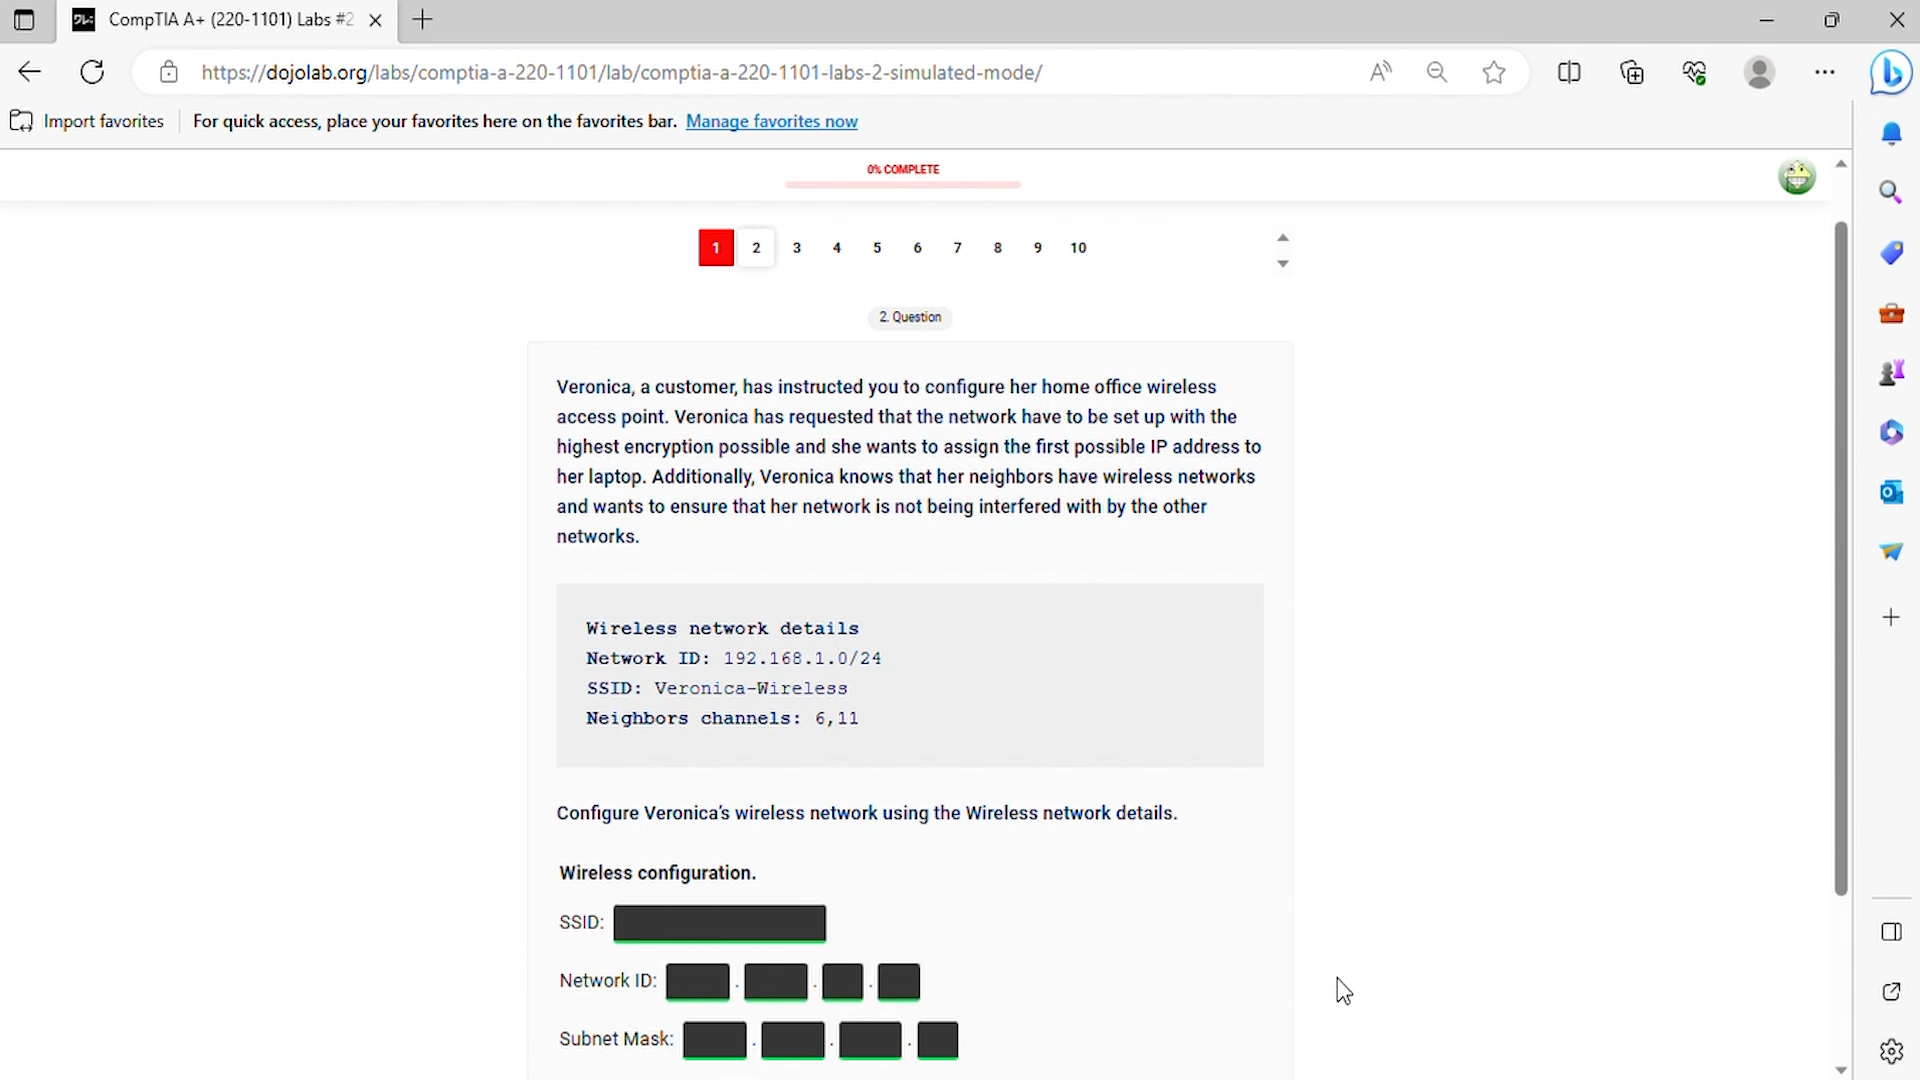 CompTIA A+ (220-1101) Labs #2
https://dojolab.org/labs/comptia-a-220-1101/lab/comptia-a-220-1101-labs-2-simulated-mode/
Import favorites
For quick access, place your favorites here on the favorites bar. Manage favorites now
0% COMPLETE
1 2 3 4 5 6 7 8 9 10
2. Question
Veronica, a customer, has instructed you to configure her home office wireless
access point. Veronica has requested that the network have to be set up with the
highest encryption possible and she wants to assign the first possible IP address to
her laptop. Additionally, Veronica knows that her neighbors have wireless networks
and wants to ensure that her network is not being interfered with by the other
networks.
Wireless network details
Network ID: 192.168.1.0/24
SSID: Veronica-Wireless
Neighbors channels: 6,11
Configure Veronica's wireless network using the Wireless network details.
Wireless configuration.
SSID:
Network ID: . . .
Subnet Mask: . . .